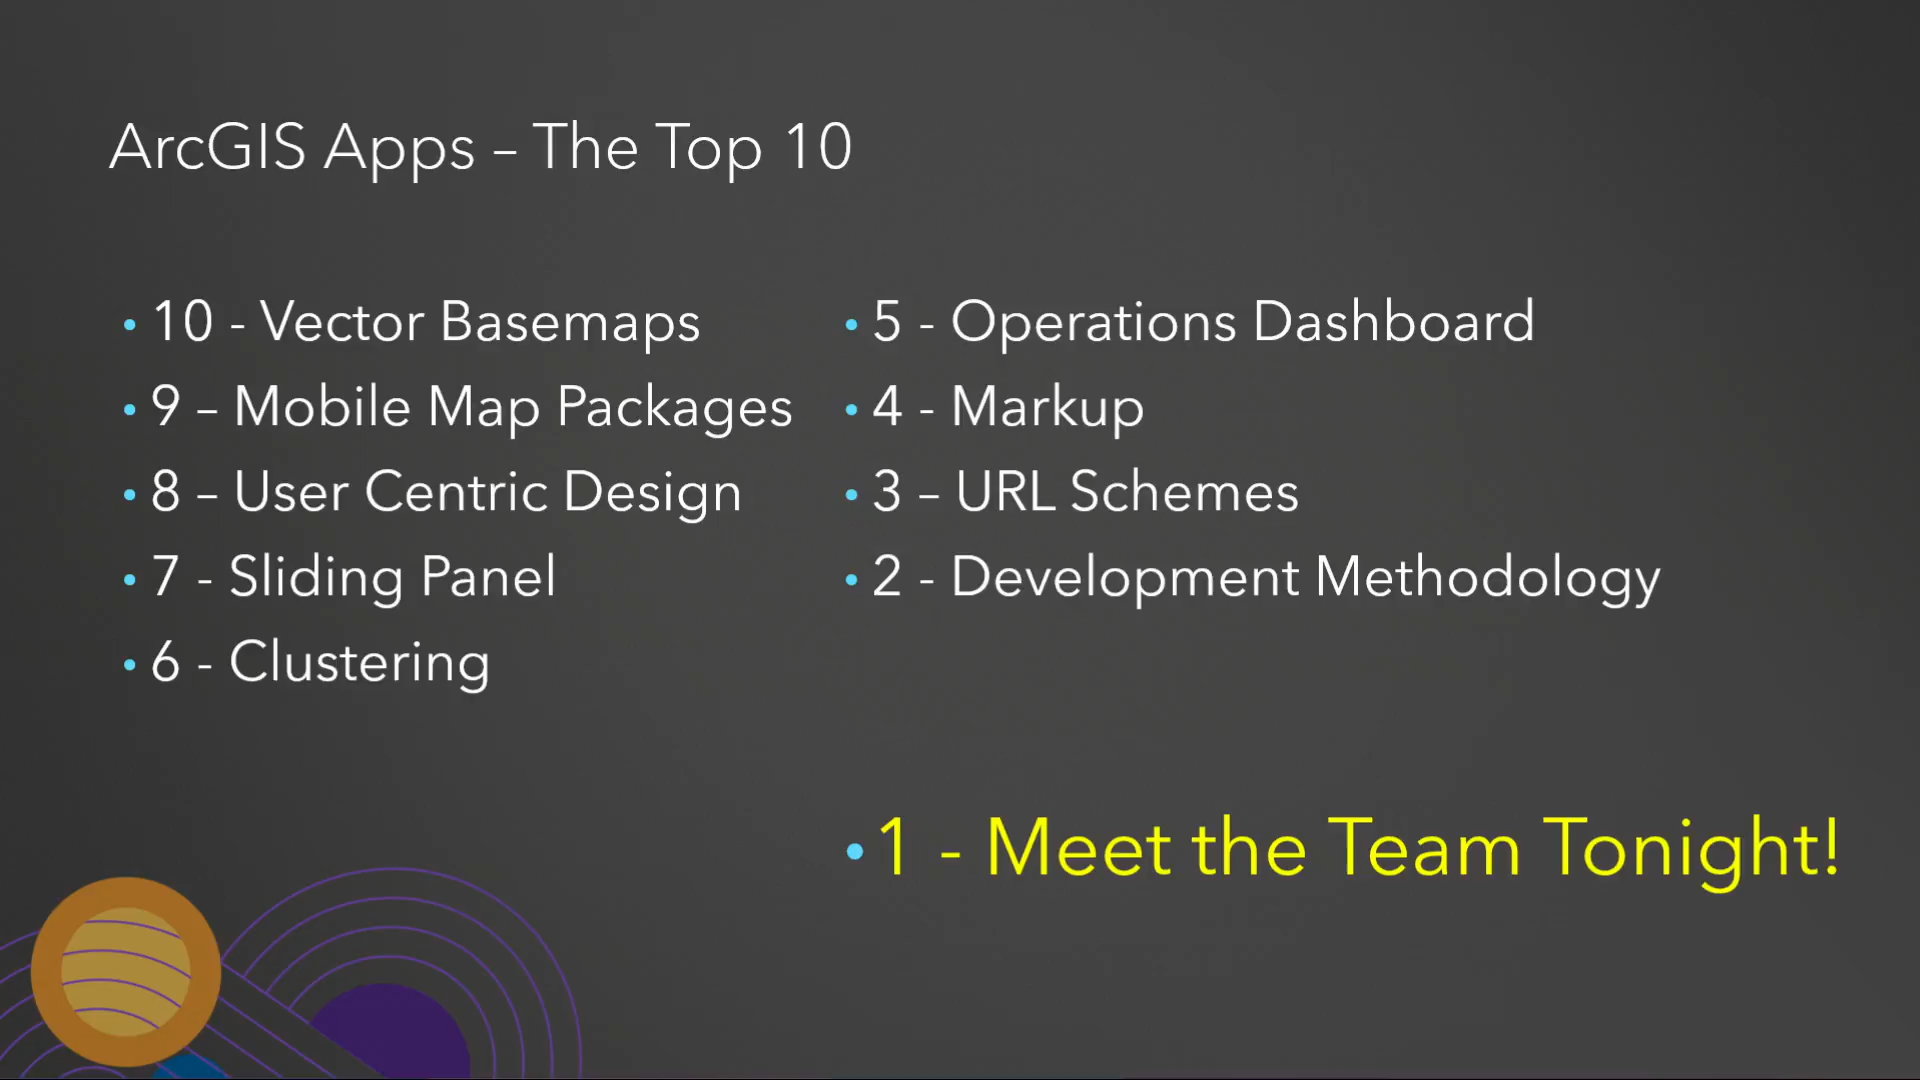 ArcGIS Apps – The Top 10
• 10 - Vector Basemaps
• 9 – Mobile Map Packages
• 8 – User Centric Design
• 7 - Sliding Panel
• 6 - Clustering
• 5 - Operations Dashboard
• 4 - Markup
• 3 – URL Schemes
• 2 - Development Methodology
• 1 - Meet the Team Tonight!